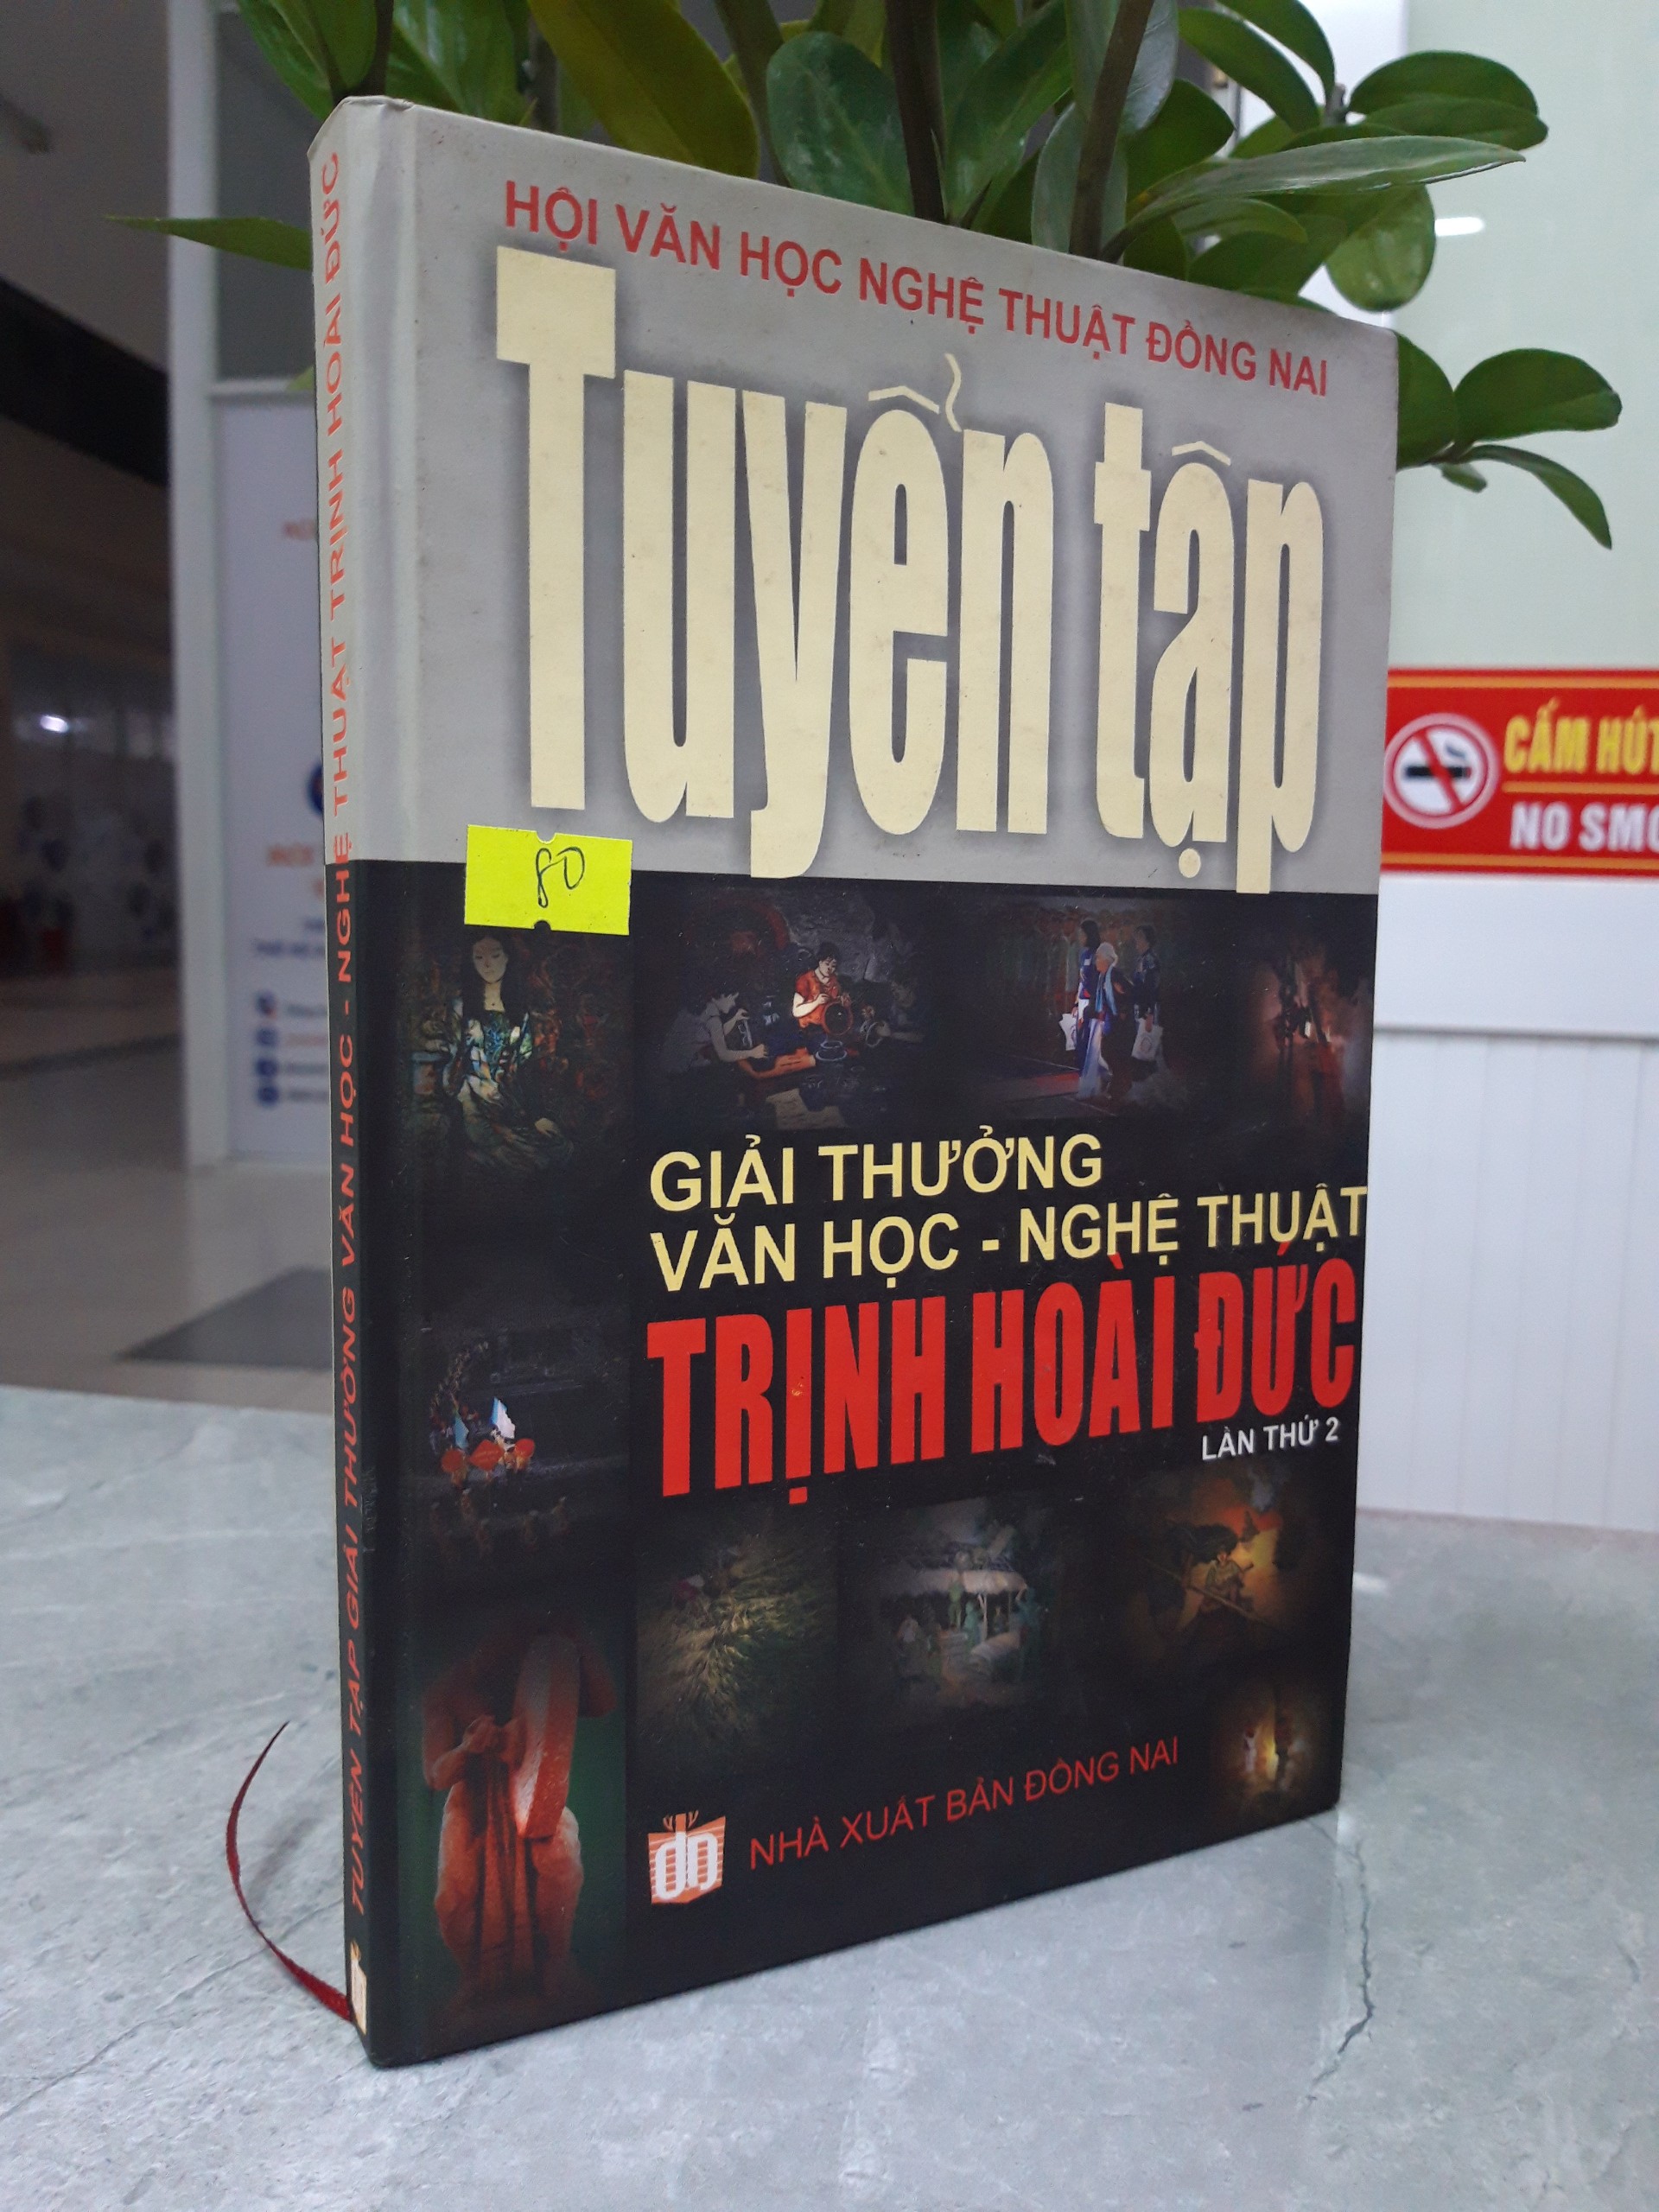 HỘI VĂN HỌC NGHỆ THUẬT ĐỒNG NAI
Tuyển tập
80
GIẢI THƯỞNG
VĂN HỌC - NGHỆ THUẬT
TRỊNH HOÀI ĐỨC
LẦN THỨ 2
dn
NHÀ XUẤT BẢN ĐỒNG NAI
TUYỂN TẬP GIẢI THƯỞNG VĂN HỌC - NGHỆ THUẬT TRỊNH HOÀI ĐỨC
CẤM HÚT
NO SMO